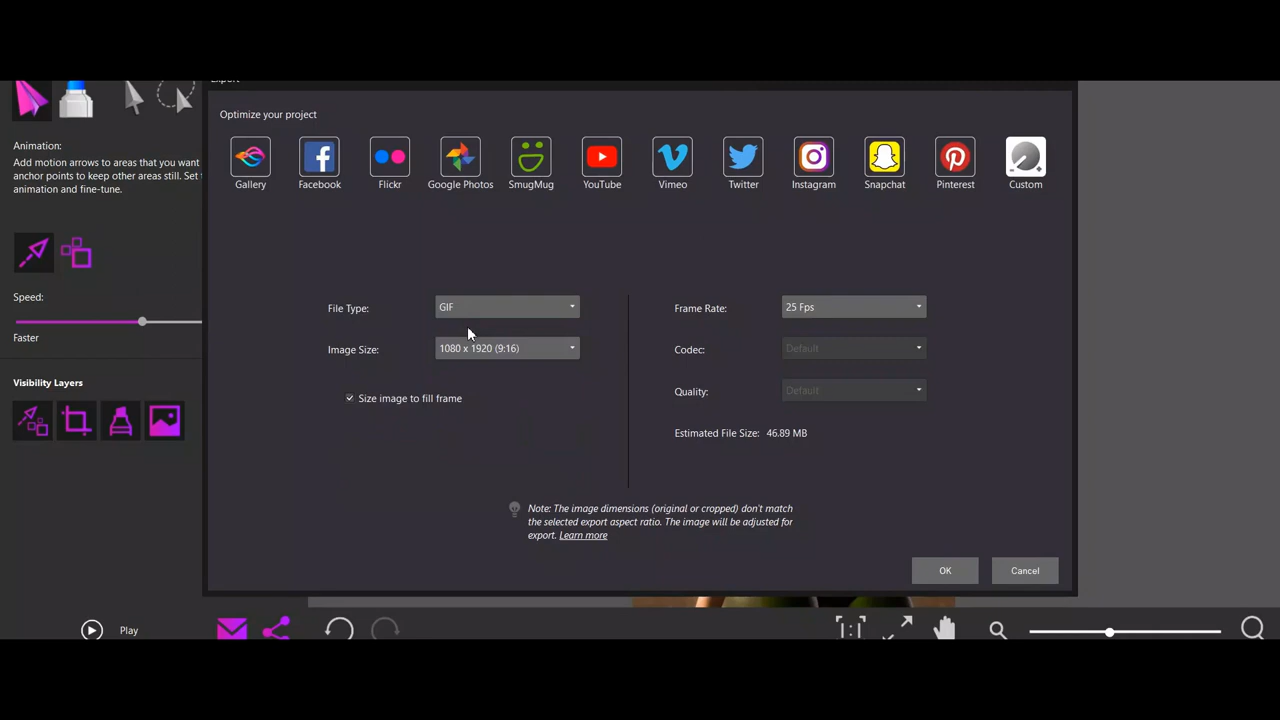 Export
Optimize your project
Gallery
Facebook
Flickr
Google Photos
SmugMug
YouTube
Vimeo
Twitter
Instagram
Snapchat
Pinterest
Custom
Animation:
Add motion arrows to areas that you want
anchor points to keep other areas still. Set
animation and fine-tune.
Speed:
Faster
Visibility Layers
File Type:
GIF
Image Size:
1080 x 1920 (9:16)
Size image to fill frame
Frame Rate:
25 Fps
Codec:
Default
Quality:
Default
Estimated File Size: 46.89 MB
Note: The image dimensions (original or cropped) don't match
the selected export aspect ratio. The image will be adjusted for
export. Learn more
OK
Cancel
Play
1:1